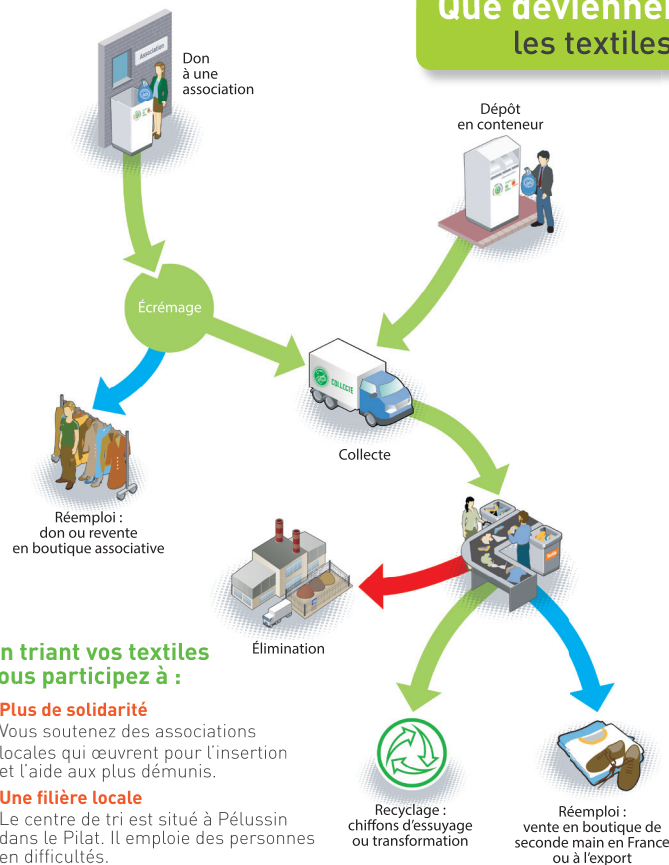 Que devienne
les textiles
Association
Don
à une
association
Dépôt
en conteneur
Écrémage
COLLECTE
Collecte
Réemploi :
don ou revente
en boutique associative
Élimination
n triant vos textiles
ous participez à :
Plus de solidarité
Vous soutenez des associations
locales qui œuvrent pour l’insertion
et l’aide aux plus démunis.
Une filière locale
Le centre de tri est situé à Pélussin
dans le Pilat. Il emploie des personnes
en difficultés.
Recyclage :
chiffons d’essuyage
ou transformation
Réemploi :
vente en boutique de
seconde main en France
ou à l’export